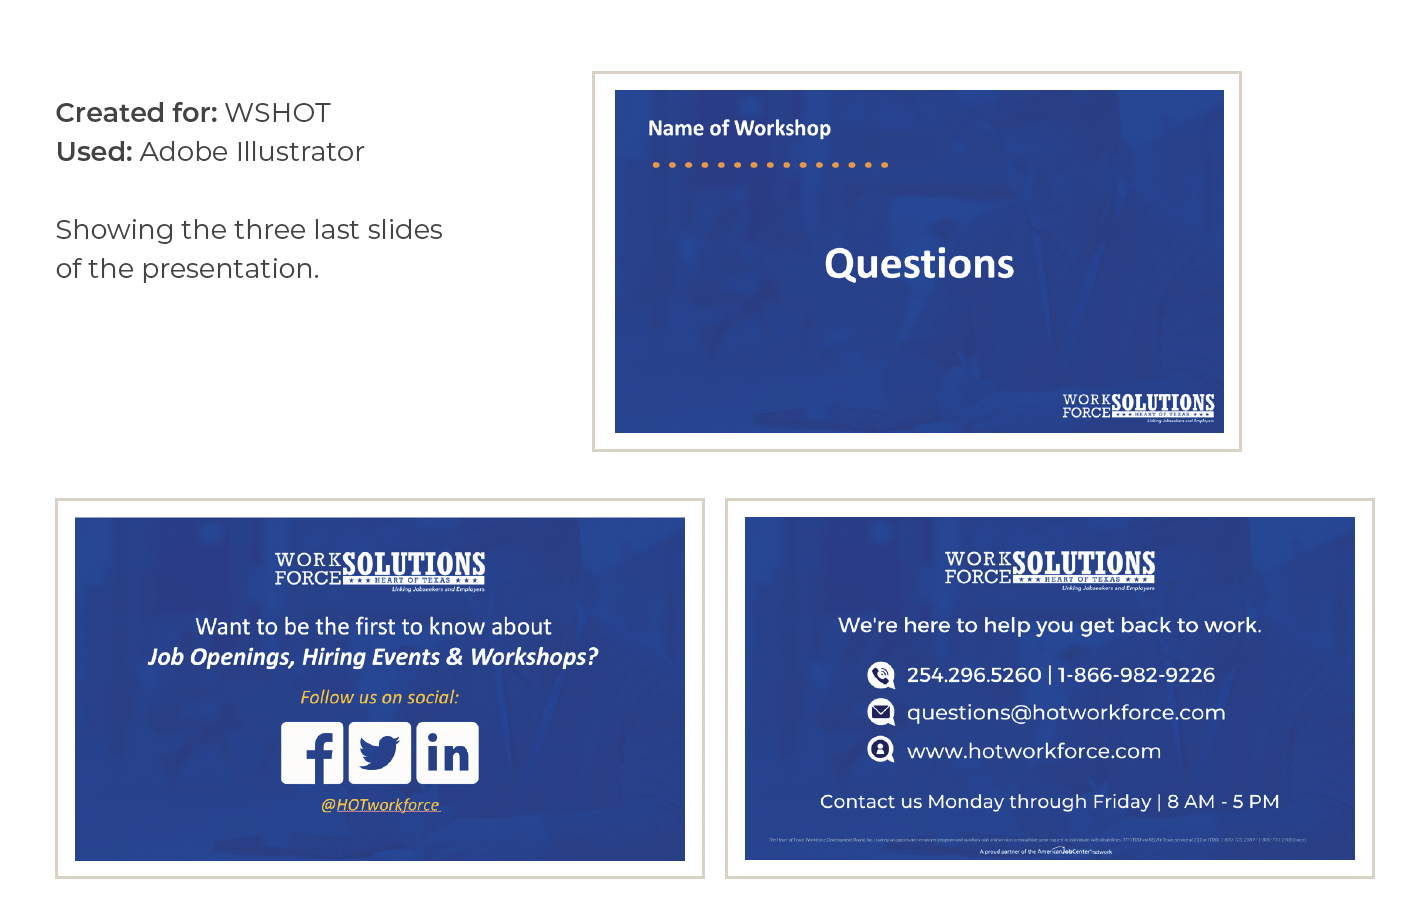 Created for: WSHOT
Used: Adobe Illustrator
Showing the three last slides
of the presentation.
Name of Workshop
Questions
WORK FORCE SOLUTIONS
HEART OF TEXAS
Linking Jobseekers and Employers
WORK FORCE SOLUTIONS
HEART OF TEXAS
Linking Jobseekers and Employers
Want to be the first to know about
Job Openings, Hiring Events & Workshops?
Follow us on social:
f in
@HOTworkforce
WORK FORCE SOLUTIONS
HEART OF TEXAS
Linking Jobseekers and Employers
We're here to help you get back to work.
254.296.5260 | 1-866-982-9226
questions@hotworkforce.com
www.hotworkforce.com
Contact us Monday through Friday | 8 AM - 5 PM
A proud partner of the AmericanJobCenter network